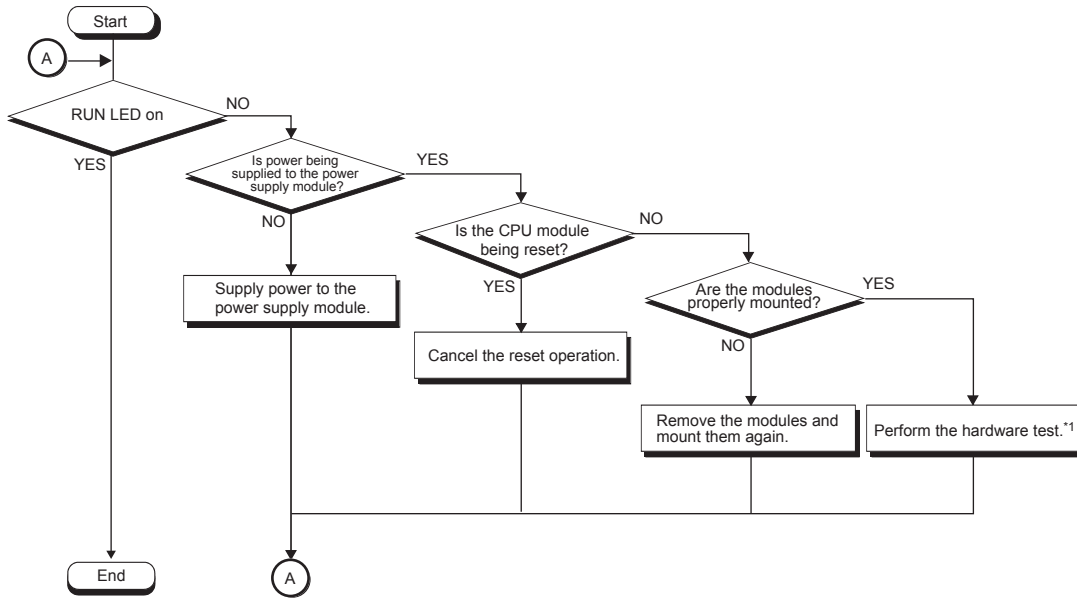 Start
A
RUN LED on
NO
YES
Is power being
supplied to the power
supply module?
YES
NO
Is the CPU module
being reset?
NO
YES
Supply power to the
power supply module.
Are the modules
properly mounted?
YES
NO
Cancel the reset operation.
Remove the modules and
mount them again.
Perform the hardware test.*1
End
A